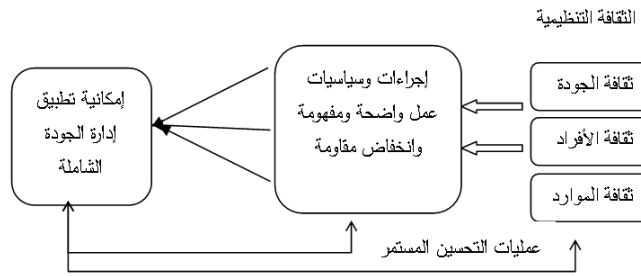 الثقافة التنظيمية
ثقافة الجودة
ثقافة الأفراد
ثقافة الموارد
إجراءات وسياسيات
عمل واضحة ومفهومة
وانخفاض مقاومة
إمكانية تطبيق
إدارة الجودة
الشاملة
عمليات التحسين المستمر